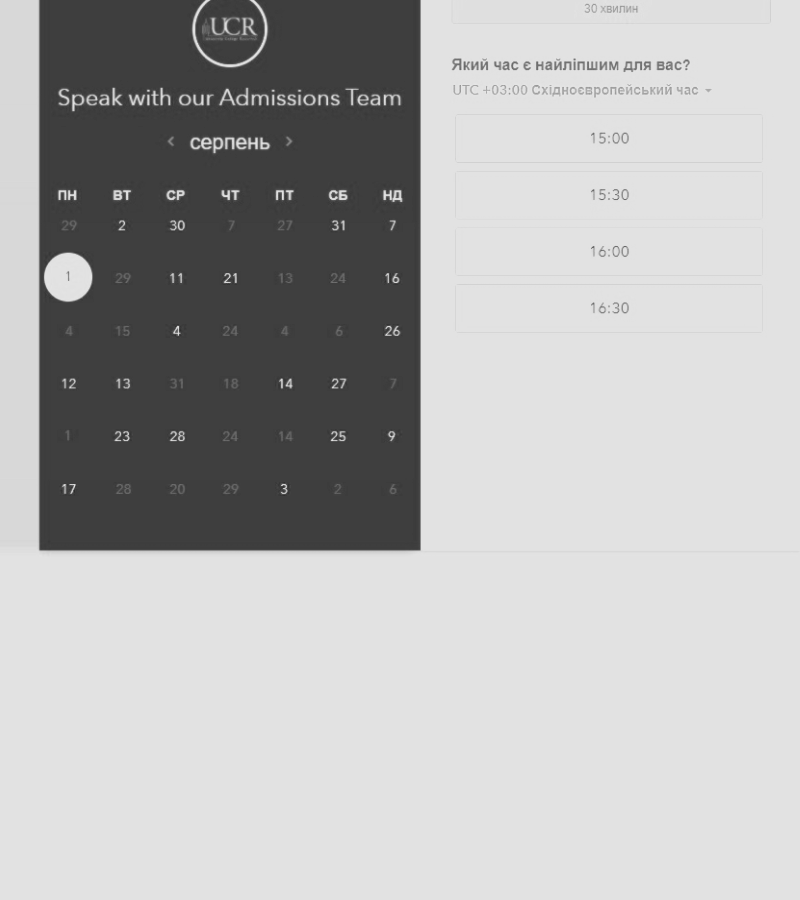 UCR
Speak with our Admissions Team
‹ серпень ›
ПН ВТ СР ЧТ ПТ СБ НД
29 2 30 7 27 31 7
1 29 11 21 13 24 16
4 15 4 24 4 6 26
12 13 31 18 14 27 7
1 23 28 24 14 25 9
17 28 20 29 3 2 6
30 хвилин
Який час є найліпшим для вас?
UTC +03:00 Східноєвропейський час
15:00
15:30
16:00
16:30